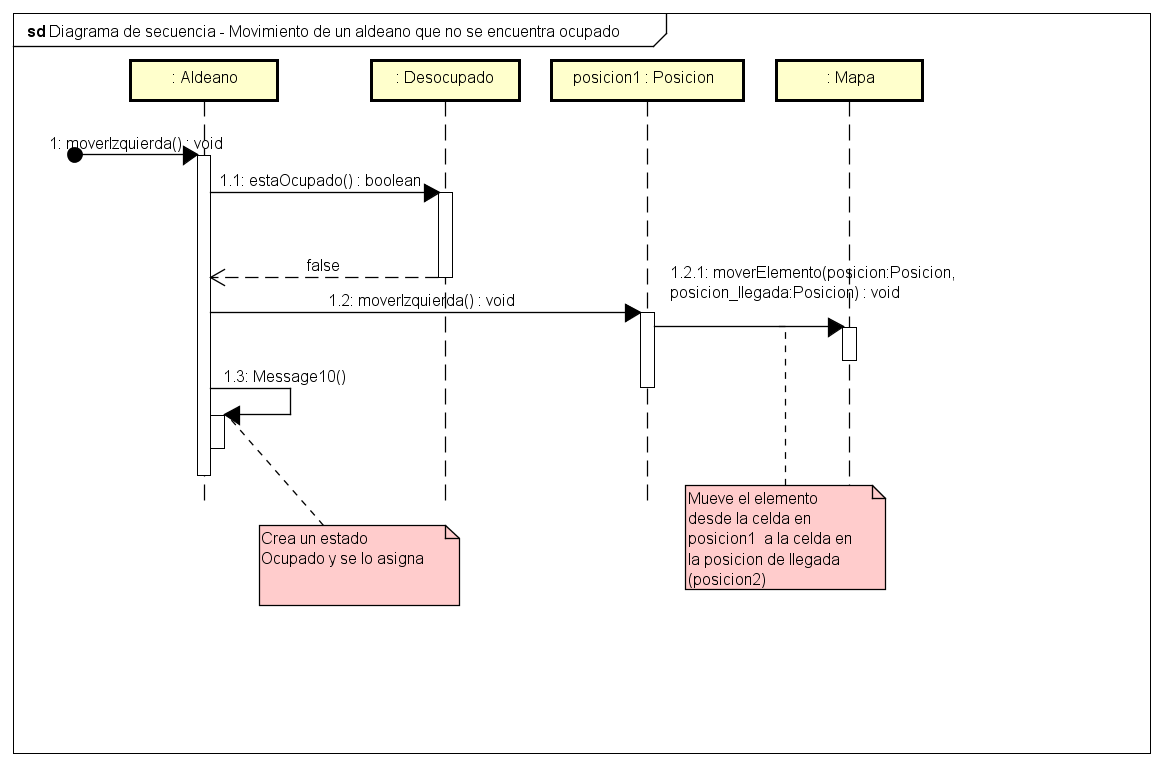 sd Diagrama de secuencia - Movimiento de un aldeano que no se encuentra ocupado
: Aldeano
: Desocupado
posicion1 : Posicion
: Mapa
1: moverIzquierda() : void
1.1: estaOcupado() : boolean
false
1.2.1: moverElemento(posicion:Posicion,
posicion_llegada:Posicion) : void
1.2: moverIzquierda() : void
1.3: Message10()
Mueve el elemento
desde la celda en
posicion1 a la celda en
la posicion de llegada
(posicion2)
Crea un estado
Ocupado y se lo asigna